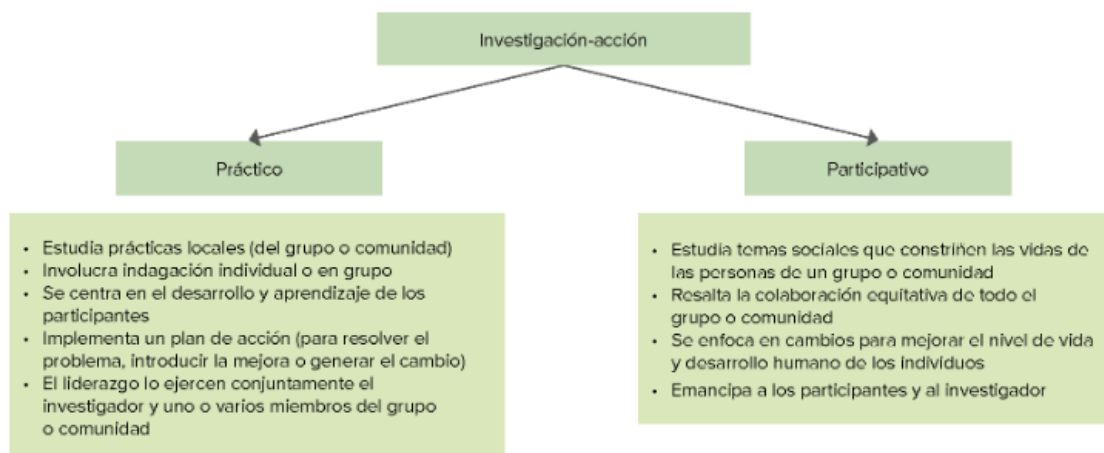 Investigación-acción
Práctico
• Estudia prácticas locales (del grupo o comunidad)
• Involucra indagación individual o en grupo
• Se centra en el desarrollo y aprendizaje de los
participantes
• Implementa un plan de acción (para resolver el
problema, introducir la mejora o generar el cambio)
• El liderazgo lo ejercen conjuntamente el
investigador y uno o varios miembros del grupo
o comunidad
Participativo
• Estudia temas sociales que constriñen las vidas de
las personas de un grupo o comunidad
• Resalta la colaboración equitativa de todo el
grupo o comunidad
• Se enfoca en cambios para mejorar el nivel de vida
y desarrollo humano de los individuos
• Emancipa a los participantes y al investigador